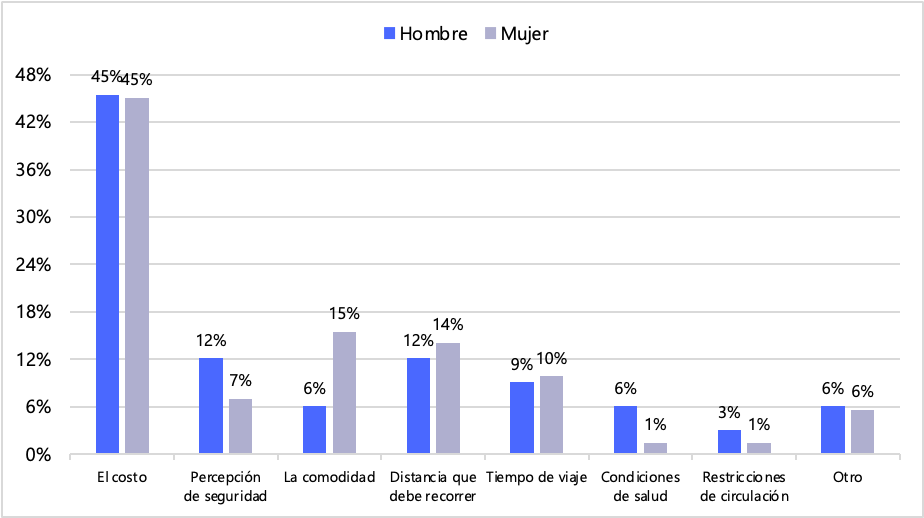 Hombre Mujer
48%
42%
36%
30%
24%
18%
12%
6%
0%
45% 45%
12% 7%
6% 15%
12% 14%
9% 10%
6% 1%
3% 1%
6% 6%
El costo
Percepción
de seguridad
La comodidad
Distancia que
debe recorrer
Tiempo de viaje
Condiciones
de salud
Restricciones
de circulación
Otro